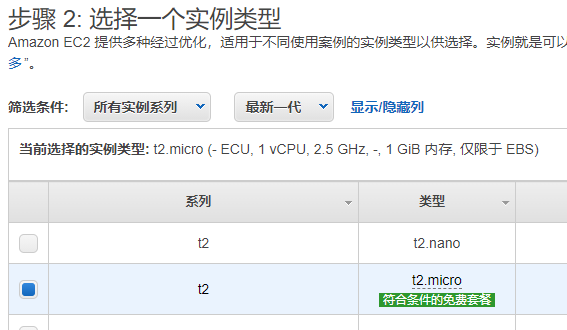 步骤 2: 选择一个实例类型
Amazon EC2 提供多种经过优化，适用于不同使用案例的实例类型以供选择。实例就是可以
多”。
筛选条件: 所有实例系列 最新一代 显示/隐藏列
当前选择的实例类型: t2.micro (- ECU, 1 vCPU, 2.5 GHz, -, 1 GiB 内存, 仅限于 EBS)
系列 类型
t2 t2.nano
t2 t2.micro
符合条件的免费套餐